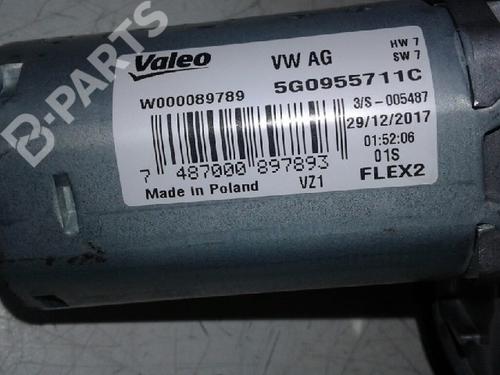 B-PARTS
Valeo
VW AG
HW 7
SW 7
W000089789
5G0955711C
3/S - 005487
29/12/2017
01:52:06
01S
FLEX2
7 487000 897893
Made in Poland
VZ1